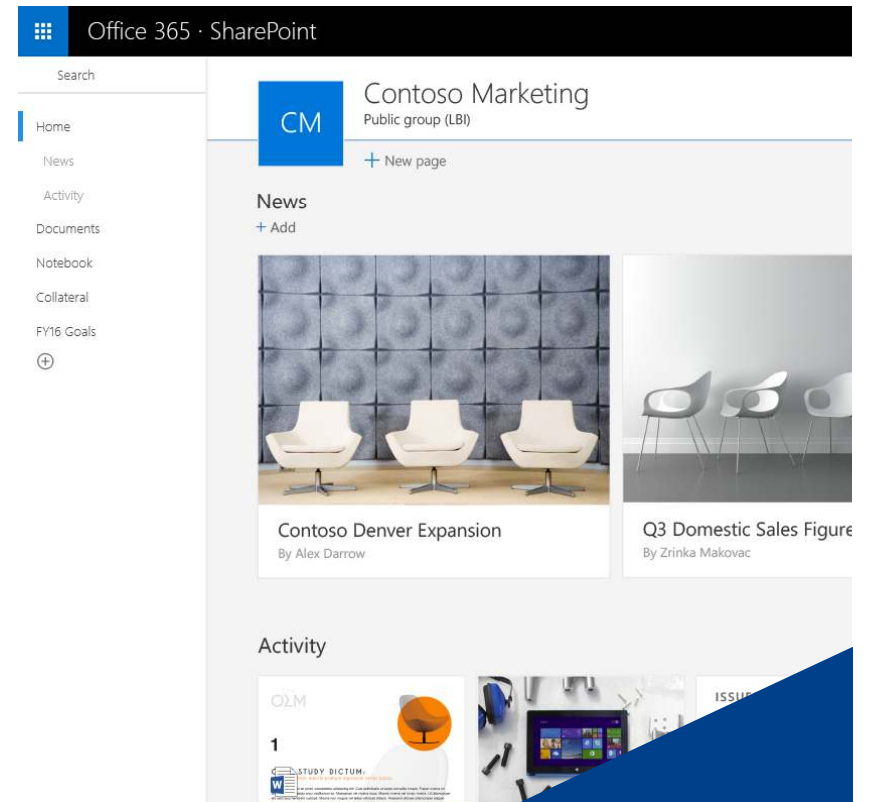 Office 365 · SharePoint
Search
Home
News
Activity
Documents
Notebook
Collateral
FY16 Goals
CM
Contoso Marketing
Public group (LBI)
+ New page
News
+ Add
Contoso Denver Expansion
By Alex Darrow
Q3 Domestic Sales Figure
By Zrinka Makovac
Activity
1
STUDY DICTUM:
W